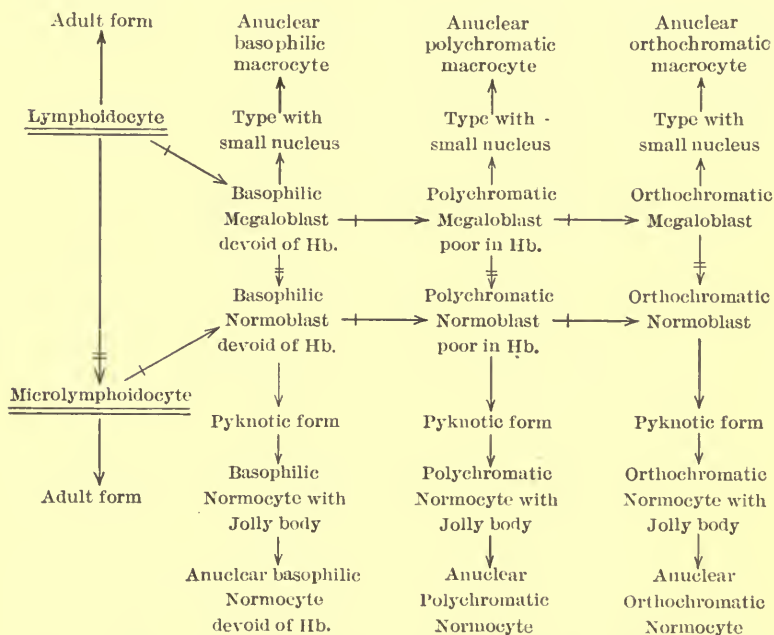 Adult form
Anuclear basophilic macrocyte
Anuclear polychromatic macrocyte
Anuclear orthochromatic macrocyte
Lymphoidocyte
Type with small nucleus
Type with - small nucleus
Type with small nucleus
Basophilic Megaloblast devoid of Hb.
Polychromatic Megaloblast poor in Hb.
Orthochromatic Megaloblast
Basophilic Normoblast devoid of Hb.
Polychromatic Normoblast poor in Hb.
Orthochromatic Normoblast
Microlymphoidocyte
Pyknotic form
Pyknotic form
Pyknotic form
Adult form
Basophilic Normocyte with Jolly body
Polychromatic Normocyte with Jolly body
Orthochromatic Normocyte with Jolly body
Anuclear basophilic Normocyte devoid of Hb.
Anuclear Polychromatic Normocyte
Anuclear Orthochromatic Normocyte